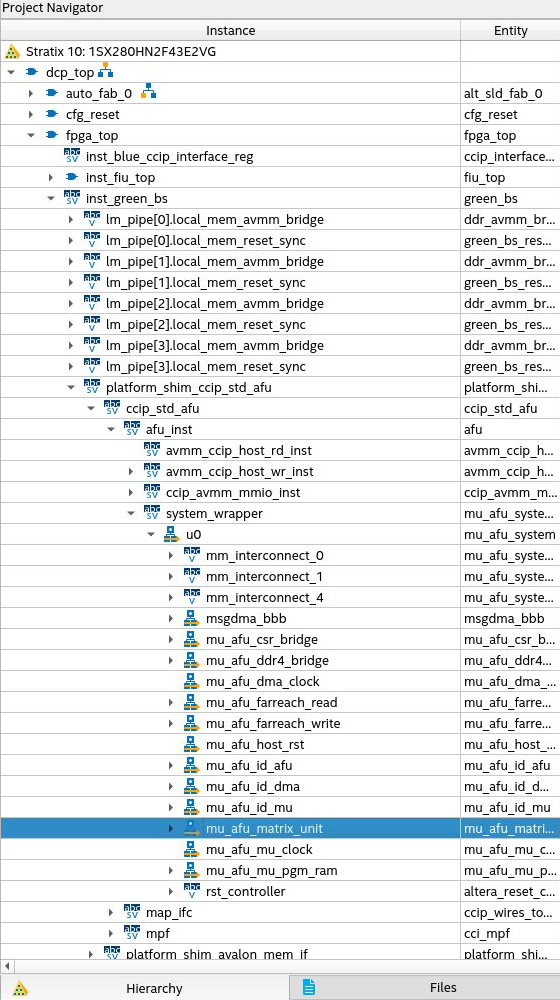 Project Navigator
Instance Entity
Stratix 10: 1SX280HN2F43E2VG
dcp_top
auto_fab_0 alt_sld_fab_0
cfg_reset cfg_reset
fpga_top fpga_top
inst_blue_ccip_interface_reg ccip_interface...
inst_fiu_top fiu_top
inst_green_bs green_bs
lm_pipe[0].local_mem_avmm_bridge ddr_avmm_br...
lm_pipe[0].local_mem_reset_sync green_bs_res...
lm_pipe[1].local_mem_avmm_bridge ddr_avmm_br...
lm_pipe[1].local_mem_reset_sync green_bs_res...
lm_pipe[2].local_mem_avmm_bridge ddr_avmm_br...
lm_pipe[2].local_mem_reset_sync green_bs_res...
lm_pipe[3].local_mem_avmm_bridge ddr_avmm_br...
lm_pipe[3].local_mem_reset_sync green_bs_res...
platform_shim_ccip_std_afu platform_shi...
ccip_std_afu ccip_std_afu
afu_inst afu
avmm_ccip_host_rd_inst avmm_ccip_h...
avmm_ccip_host_wr_inst avmm_ccip_h...
ccip_avmm_mmio_inst ccip_avmm_m...
system_wrapper mu_afu_syste...
u0 mu_afu_system
mm_interconnect_0 mu_afu_syste...
mm_interconnect_1 mu_afu_syste...
mm_interconnect_4 mu_afu_syste...
msgdma_bbb msgdma_bbb
mu_afu_csr_bridge mu_afu_csr_b...
mu_afu_ddr4_bridge mu_afu_ddr4...
mu_afu_dma_clock mu_afu_dma_...
mu_afu_farreach_read mu_afu_farre...
mu_afu_farreach_write mu_afu_farre...
mu_afu_host_rst mu_afu_host_...
mu_afu_id_afu mu_afu_id_afu
mu_afu_id_dma mu_afu_id_d...
mu_afu_id_mu mu_afu_id_mu
mu_afu_matrix_unit mu_afu_matri...
mu_afu_mu_clock mu_afu_mu_c...
mu_afu_mu_pgm_ram mu_afu_mu_p...
rst_controller altera_reset_c...
map_ifc ccip_wires_to...
mpf cci_mpf
platform_shim_avalon_mem_if platform_shi...
Hierarchy Files